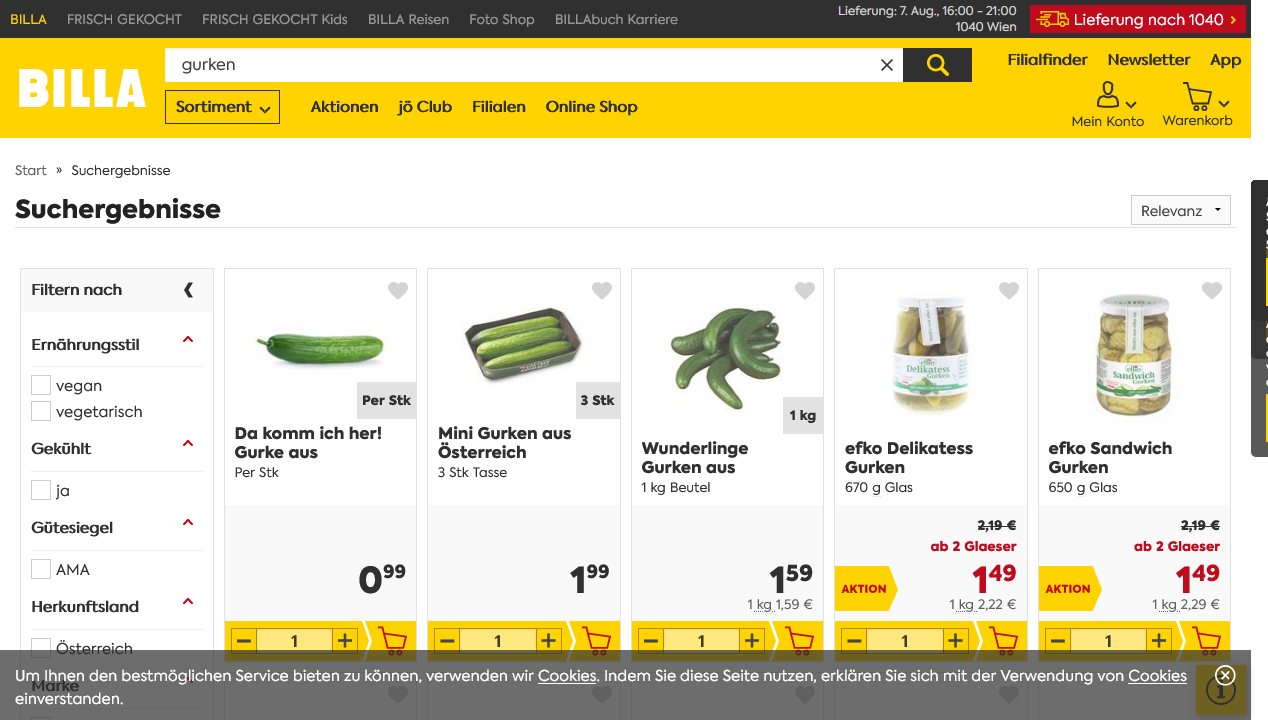 BILLA FRISCH GEKOCHT FRISCH GEKOCHT Kids BILLA Reisen Foto Shop BILLAbuch Karriere
Lieferung: 7. Aug., 16:00 - 21:00
1040 Wien
Lieferung nach 1040
BILLA
gurken
Filialfinder Newsletter App
Sortiment Aktionen jö Club Filialen Online Shop
Mein Konto Warenkorb
Start » Suchergebnisse
Suchergebnisse
Relevanz
Filtern nach
Ernährungsstil
vegan
vegetarisch
Gekühlt
ja
Gütesiegel
AMA
Herkunftsland
Österreich
Marke
Per Stk
Da komm ich her!
Gurke aus
Per Stk
0 99
1
3 Stk
Mini Gurken aus
Österreich
3 Stk Tasse
1 99
1
1 kg
Wunderlinge
Gurken aus
1 kg Beutel
1 59
1 kg 1,59 €
1
efko
Delikatess
Gurken
efko Delikatess
Gurken
670 g Glas
2,19 €
ab 2 Glaeser
AKTION
1 49
1 kg 2,22 €
1
efko
Sandwich
Gurken
efko Sandwich
Gurken
650 g Glas
2,19 €
ab 2 Glaeser
AKTION
1 49
1 kg 2,29 €
1
Um Ihnen den bestmöglichen Service bieten zu können, verwenden wir Cookies. Indem Sie diese Seite nutzen, erklären Sie sich mit der Verwendung von Cookies
einverstanden.